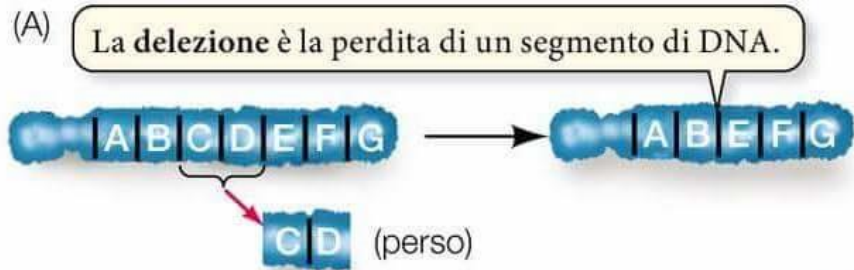 (A) La delezione è la perdita di un segmento di DNA.
A B C D E F G
A B E F G
C D (perso)